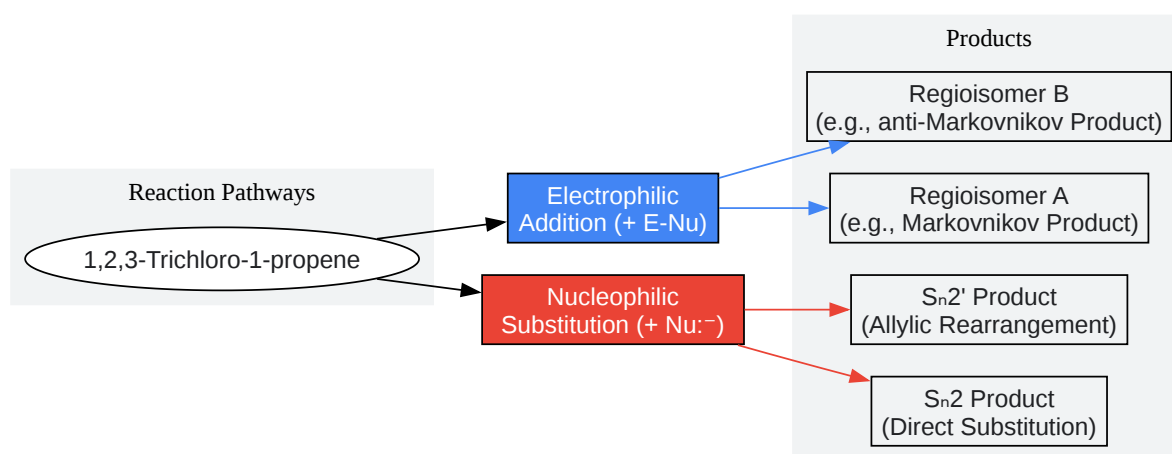 Products
Regioisomer B
(e.g., anti-Markovnikov Product)
Reaction Pathways
Electrophilic
Addition (+ E-Nu)
Regioisomer A
(e.g., Markovnikov Product)
1,2,3-Trichloro-1-propene
Nucleophilic
Substitution (+ Nu:⁻)
Sₙ2' Product
(Allylic Rearrangement)
Sₙ2 Product
(Direct Substitution)